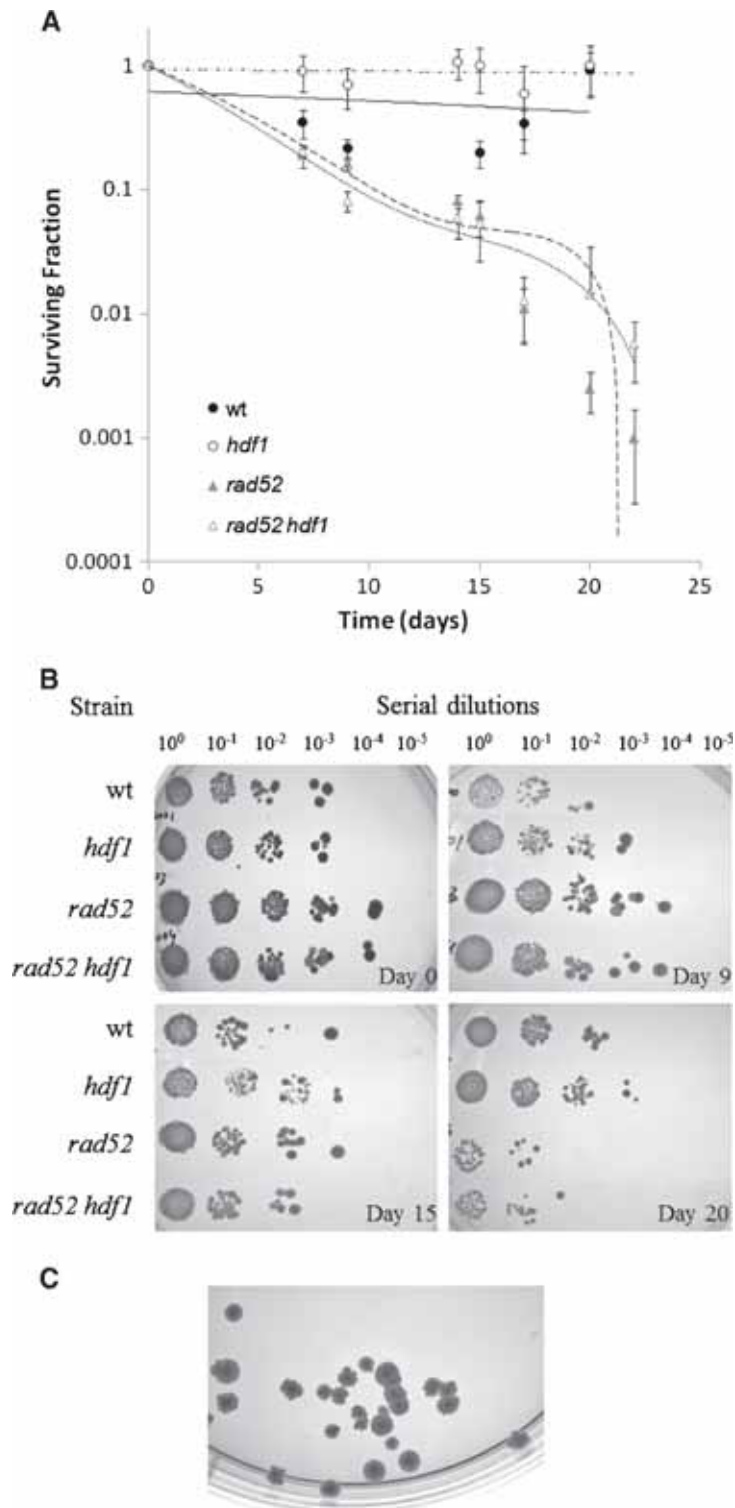 A
1
0.1
0.01
0.001
0.0001
Surviving Fraction
wt
hdf1
rad52
rad52 hdf1
0 5 10 15 20 25
Time (days)
B
Strain Serial dilutions
10⁰ 10⁻¹ 10⁻² 10⁻³ 10⁻⁴ 10⁻⁵ 10⁰ 10⁻¹ 10⁻² 10⁻³ 10⁻⁴ 10⁻⁵
wt
hdf1
rad52
rad52 hdf1
Day 0 Day 9
wt
hdf1
rad52
rad52 hdf1
Day 15 Day 20
C